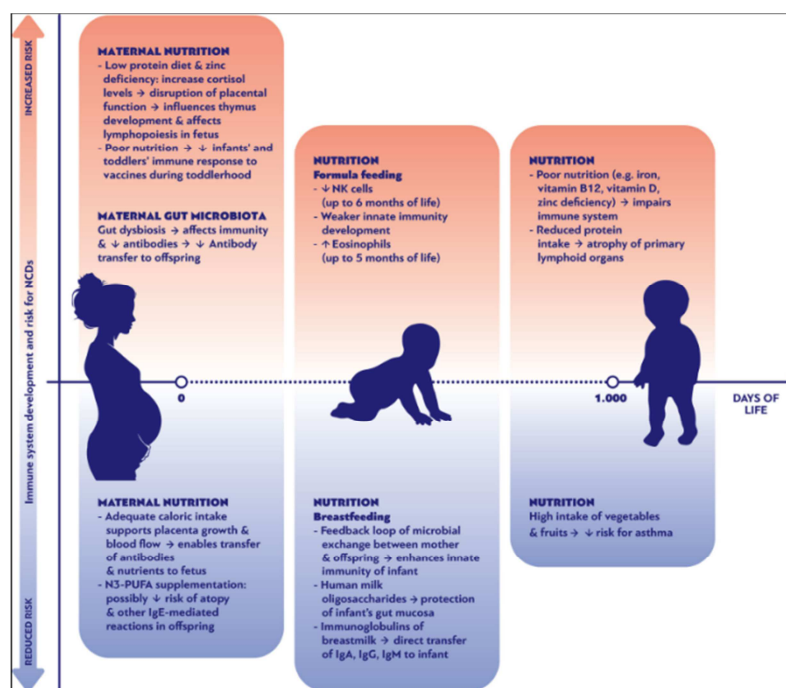 INCREASED RISK
Immune system development and risk for NCDs
REDUCED RISK
MATERNAL NUTRITION
- Low protein diet & zinc
deficiency: increase cortisol
levels → disruption of placental
function → influences thymus
development & affects
lymphopoiesis in fetus
- Poor nutrition → ↓ infants' and
toddlers' immune response to
vaccines during toddlerhood
MATERNAL GUT MICROBIOTA
Gut dysbiosis → affects immunity
& ↓ antibodies → ↓ Antibody
transfer to offspring
NUTRITION
Formula feeding
- ↓ NK cells
(up to 6 months of life)
- Weaker innate immunity
development
- ↑ Eosinophils
(up to 5 months of life)
NUTRITION
- Poor nutrition (e.g. iron,
vitamin B12, vitamin D,
zinc deficiency) → impairs
immune system
- Reduced protein
intake → atrophy of primary
lymphoid organs
0
1.000
DAYS OF
LIFE
MATERNAL NUTRITION
- Adequate caloric intake
supports placenta growth &
blood flow → enables transfer
of antibodies
& nutrients to fetus
- N3-PUFA supplementation:
possibly ↓ risk of atopy
& other IgE-mediated
reactions in offspring
NUTRITION
Breastfeeding
- Feedback loop of microbial
exchange between mother
& offspring → enhances innate
immunity of infant
- Human milk
oligosaccharides → protection
of infant's gut mucosa
- Immunoglobulins of
breastmilk → direct transfer
of IgA, IgG, IgM to infant
NUTRITION
High intake of vegetables
& fruits → ↓ risk for asthma